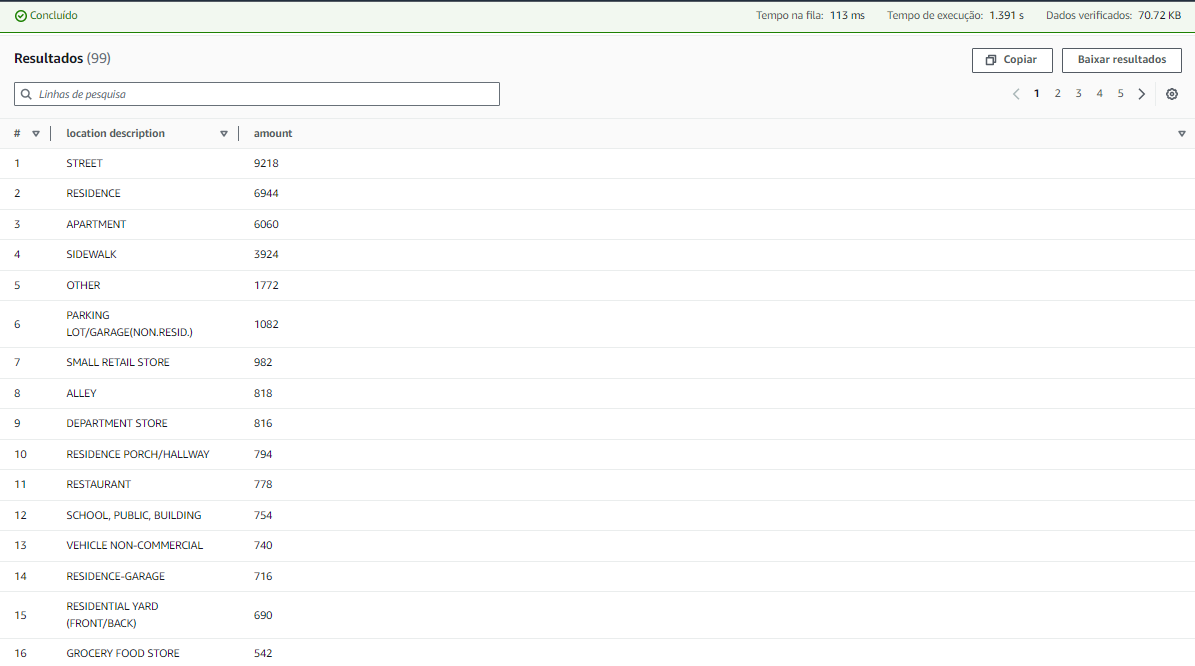 Concluído Tempo na fila: 113 ms Tempo de execução: 1.391 s Dados verificados: 70.72 KB
Resultados (99) Copiar Baixar resultados
Linhas de pesquisa 1 2 3 4 5
# location description amount
1 STREET 9218
2 RESIDENCE 6944
3 APARTMENT 6060
4 SIDEWALK 3924
5 OTHER 1772
PARKING
6 LOT/GARAGE(NON.RESID.) 1082
7 SMALL RETAIL STORE 982
8 ALLEY 818
9 DEPARTMENT STORE 816
10 RESIDENCE PORCH/HALLWAY 794
11 RESTAURANT 778
12 SCHOOL, PUBLIC, BUILDING 754
13 VEHICLE NON-COMMERCIAL 740
14 RESIDENCE-GARAGE 716
RESIDENTIAL YARD
15 (FRONT/BACK) 690
16 GROCERY FOOD STORE 542